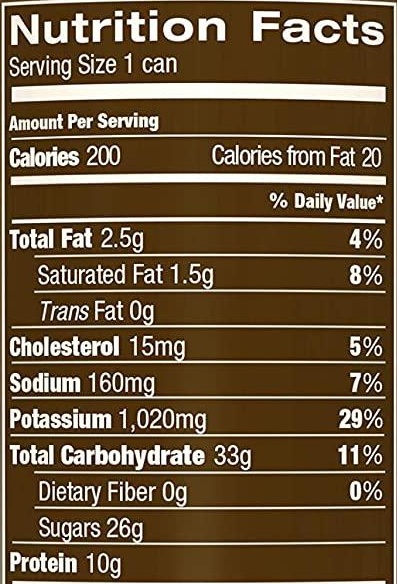 Nutrition Facts
Serving Size 1 can
Amount Per Serving
Calories 200 Calories from Fat 20
% Daily Value*
Total Fat 2.5g 4%
Saturated Fat 1.5g 8%
Trans Fat 0g
Cholesterol 15mg 5%
Sodium 160mg 7%
Potassium 1,020mg 29%
Total Carbohydrate 33g 11%
Dietary Fiber 0g 0%
Sugars 26g
Protein 10g